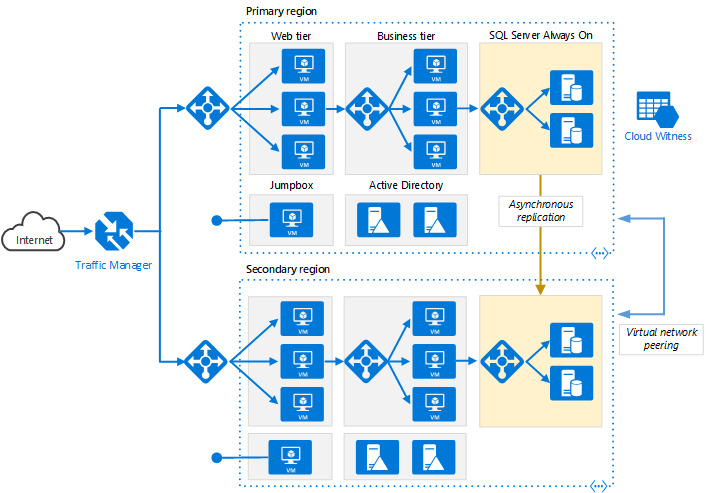 Primary region
Web tier
Business tier
SQL Server Always On
VM
VM
VM
VM
VM
VM
VM
VM
Cloud Witness
Jumpbox
Active Directory
VM
Asynchronous
replication
Internet
Traffic Manager
Secondary region
VM
VM
VM
VM
VM
VM
Virtual network
peering
VM